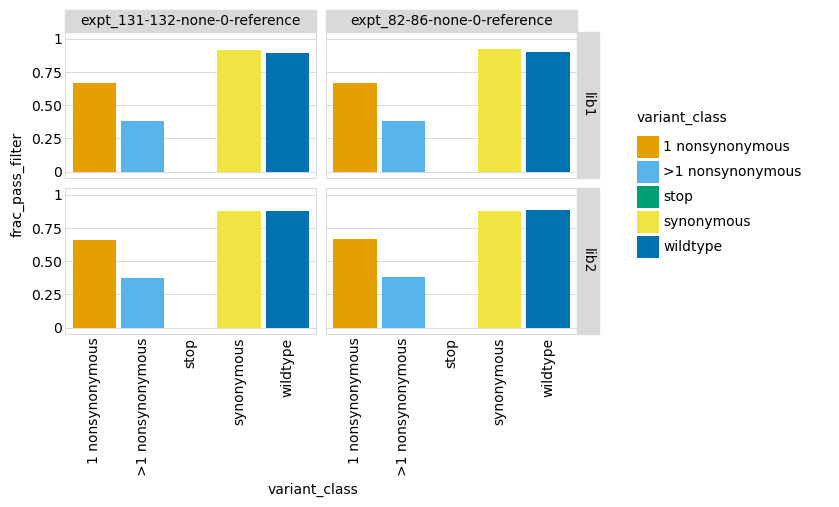 expt_131-132-none-0-reference
expt_82-86-none-0-reference
1
0.75
0.50
0.25
0
lib1
1
0.75
0.50
0.25
0
lib2
frac_pass_filter
1 nonsynonymous
>1 nonsynonymous
stop
synonymous
wildtype
1 nonsynonymous
>1 nonsynonymous
stop
synonymous
wildtype
variant_class
variant_class
1 nonsynonymous
>1 nonsynonymous
stop
synonymous
wildtype